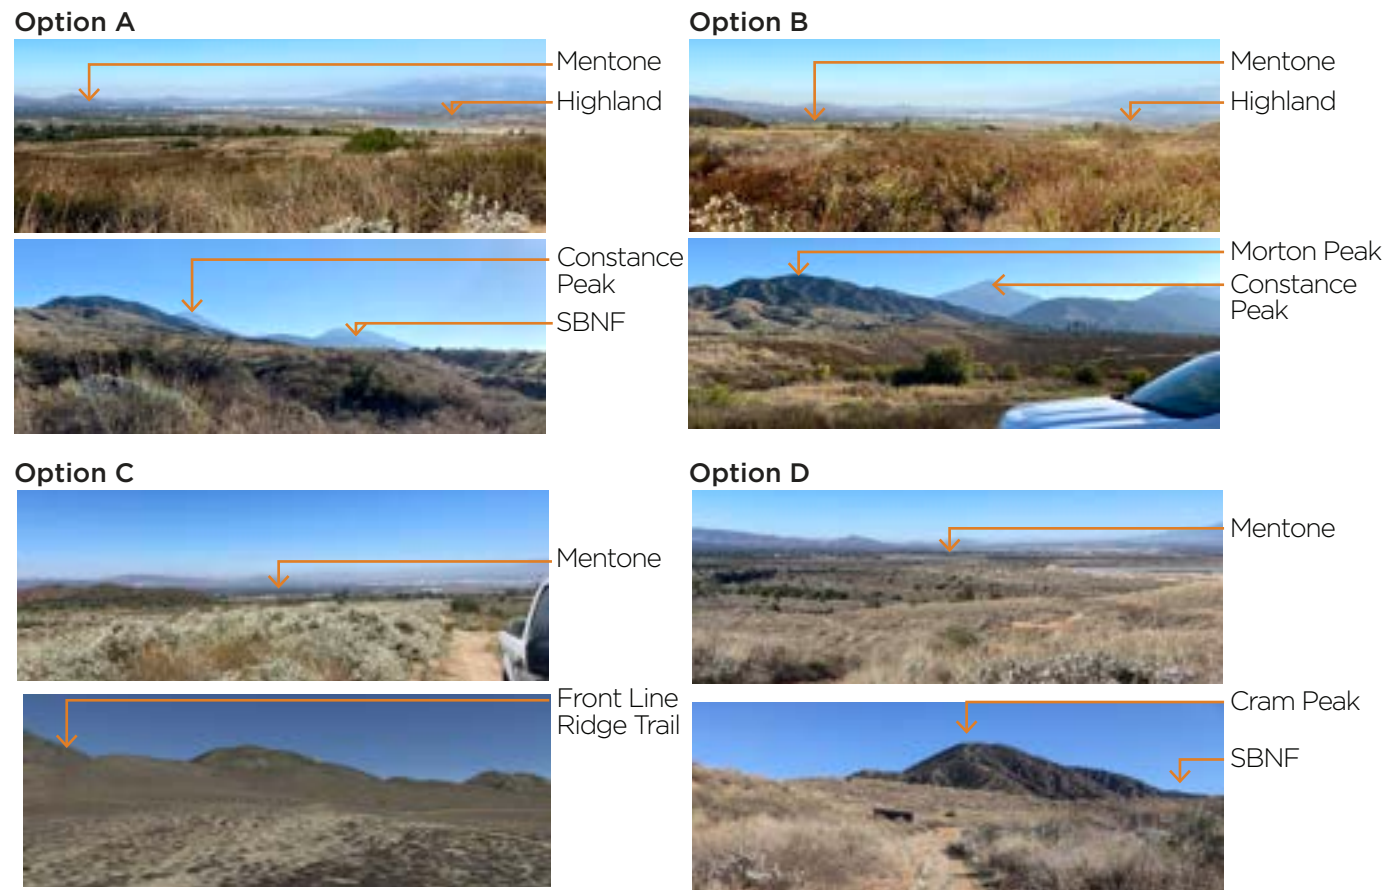 Option A
Mentone
Highland
Constance
Peak
SBNF
Option B
Mentone
Highland
Morton Peak
Constance
Peak
Option C
Mentone
Front Line
Ridge Trail
Option D
Mentone
Cram Peak
SBNF